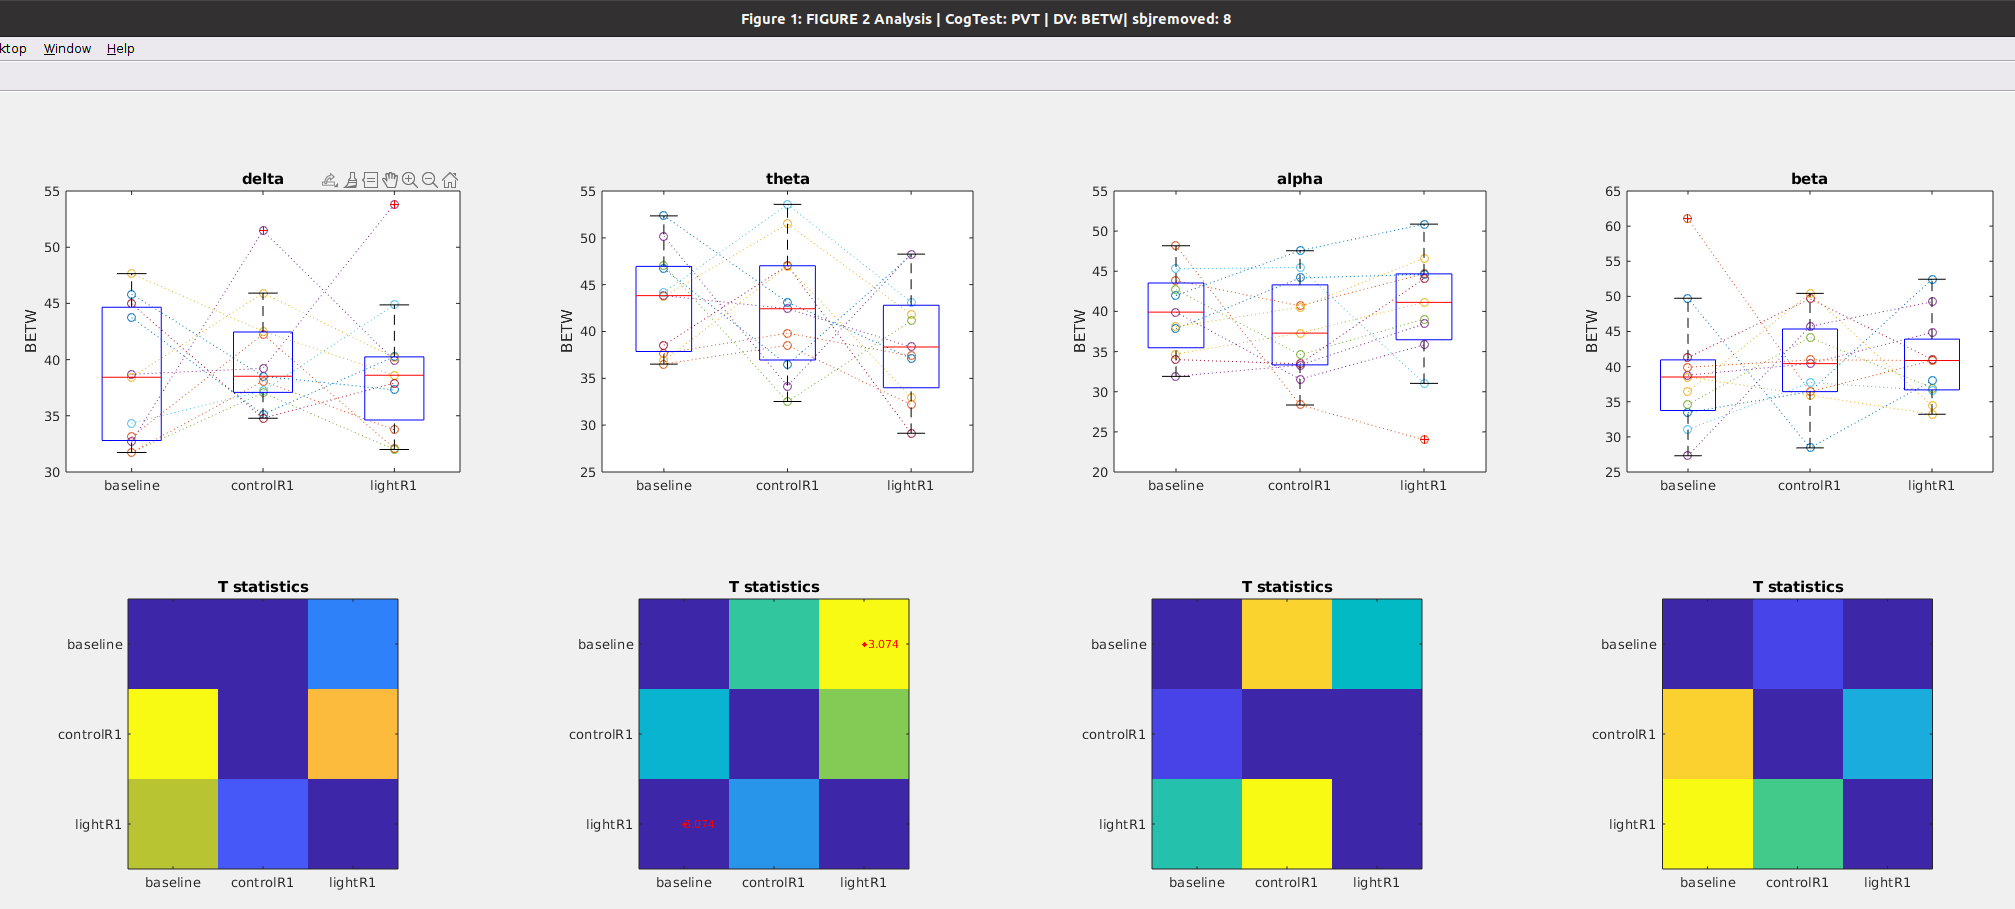 Figure 1: FIGURE 2 Analysis | CogTest: PVT | DV: BETW| sbjremoved: 8
ktop Window Help
delta
BETW
55
50
45
40
35
30
baseline controlR1 lightR1
theta
BETW
55
50
45
40
35
30
25
baseline controlR1 lightR1
alpha
BETW
55
50
45
40
35
30
25
20
baseline controlR1 lightR1
beta
BETW
65
60
55
50
45
40
35
30
25
baseline controlR1 lightR1
T statistics
baseline
controlR1
lightR1
baseline controlR1 lightR1
T statistics
baseline
3.074
controlR1
lightR1
3.074
baseline controlR1 lightR1
T statistics
baseline
controlR1
lightR1
baseline controlR1 lightR1
T statistics
baseline
controlR1
lightR1
baseline controlR1 lightR1